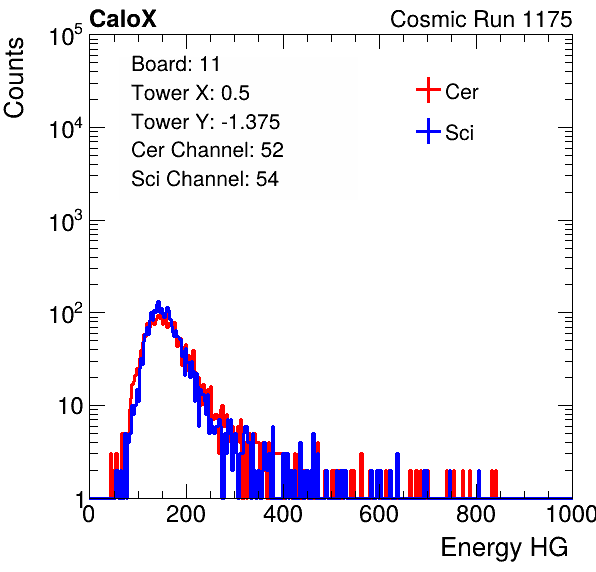 CaloX Cosmic Run 1175
Counts
10^5
10^4
10^3
10^2
10
1
Board: 11
Tower X: 0.5
Tower Y: -1.375
Cer Channel: 52
Sci Channel: 54
Cer
Sci
0 200 400 600 800 1000
Energy HG